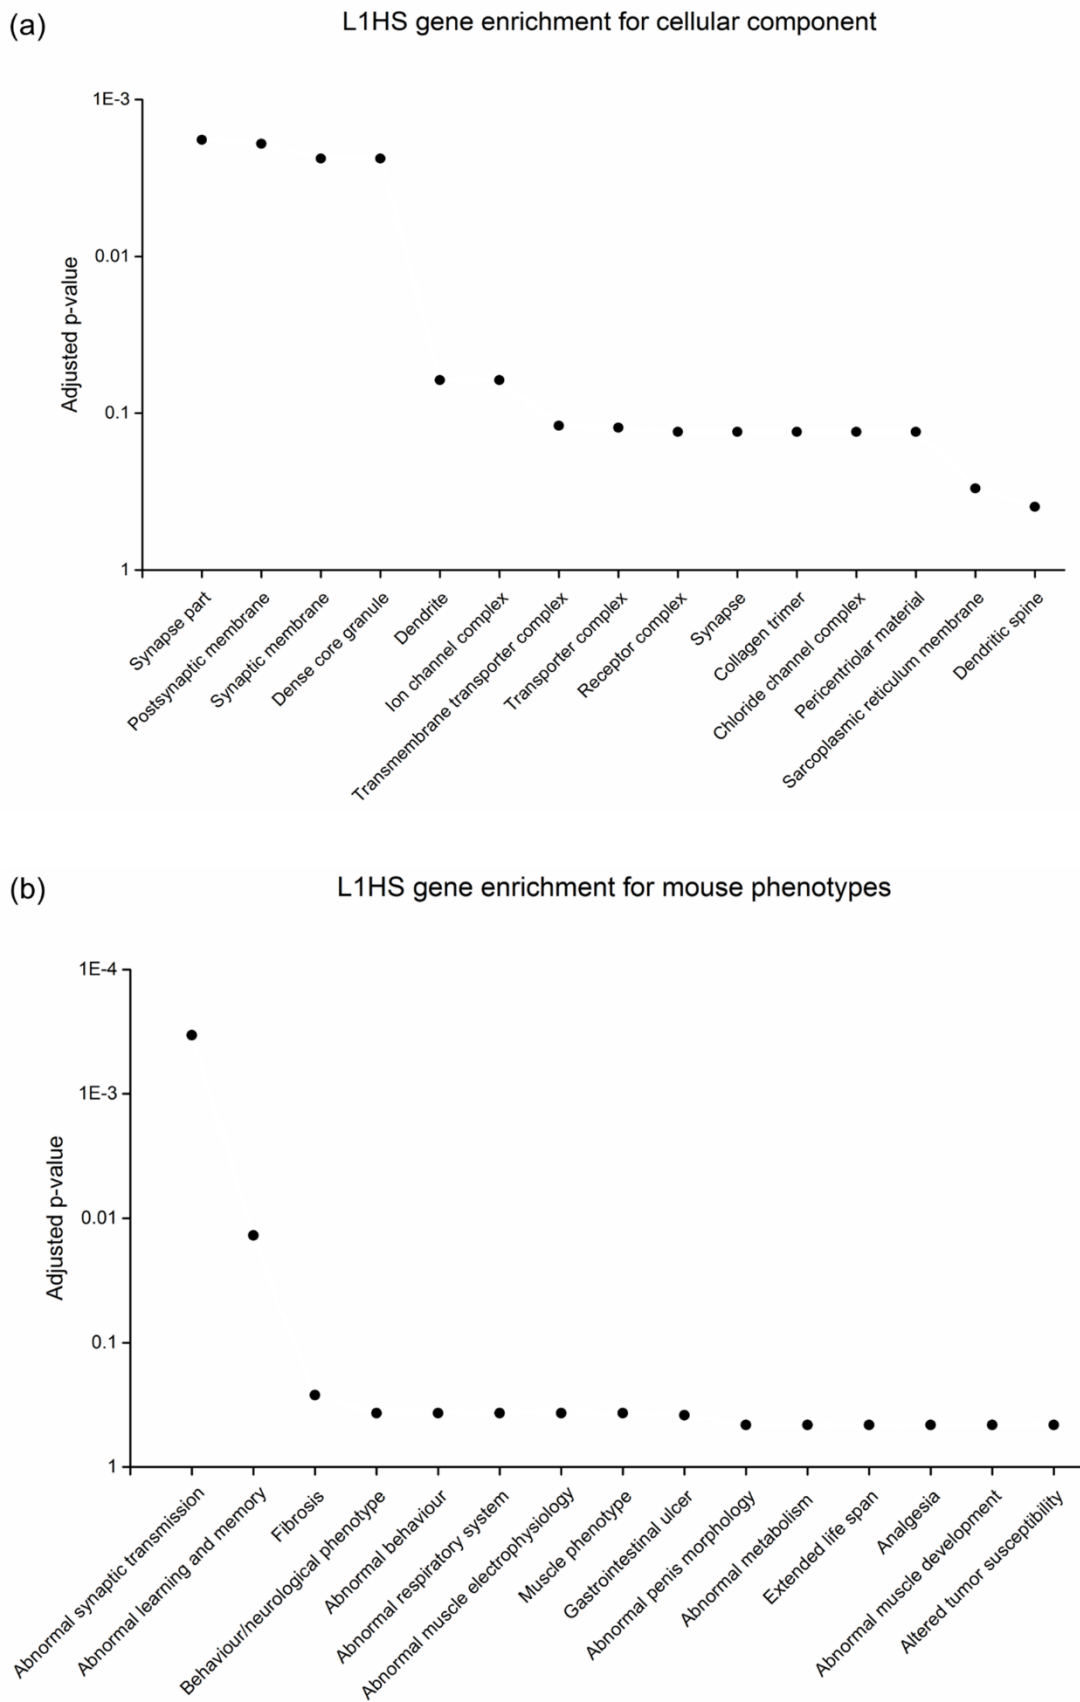 (a)
L1HS gene enrichment for cellular component
Adjusted p-value
1E-3
0.01
0.1
1
Synapse part
Postsynaptic membrane
Synaptic membrane
Dense core granule
Dendrite
Ion channel complex
Transmembrane transporter complex
Transporter complex
Receptor complex
Synapse
Collagen trimer
Chloride channel complex
Pericentriolar material
Sarcoplasmic reticulum membrane
Dendritic spine
(b)
L1HS gene enrichment for mouse phenotypes
Adjusted p-value
1E-4
1E-3
0.01
0.1
1
Abnormal synaptic transmission
Abnormal learning and memory
Fibrosis
Behaviour/neurological phenotype
Abnormal behaviour
Abnormal respiratory system
Abnormal muscle electrophysiology
Muscle phenotype
Gastrointestinal ulcer
Abnormal penis morphology
Abnormal metabolism
Extended life span
Analgesia
Abnormal muscle development
Altered tumor susceptibility